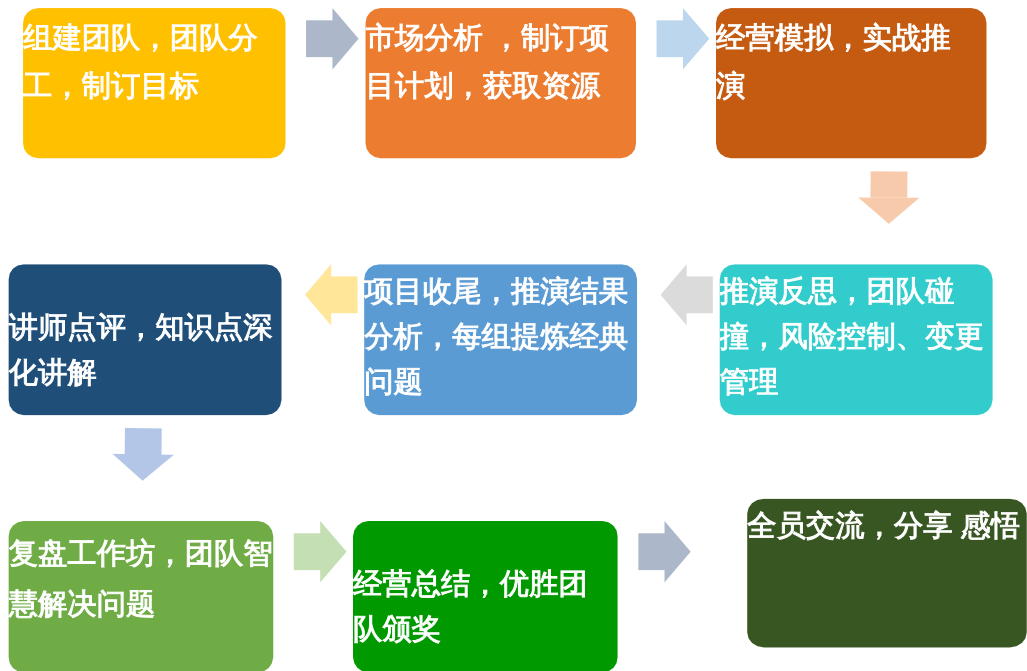 组建团队，团队分
工，制订目标
市场分析 ，制订项
目计划，获取资源
经营模拟，实战推
演
推演反思，团队碰
撞，风险控制、变更
管理
项目收尾，推演结果
分析，每组提炼经典
问题
讲师点评，知识点深
化讲解
复盘工作坊，团队智
慧解决问题
经营总结，优胜团
队颁奖
全员交流，分享 感悟